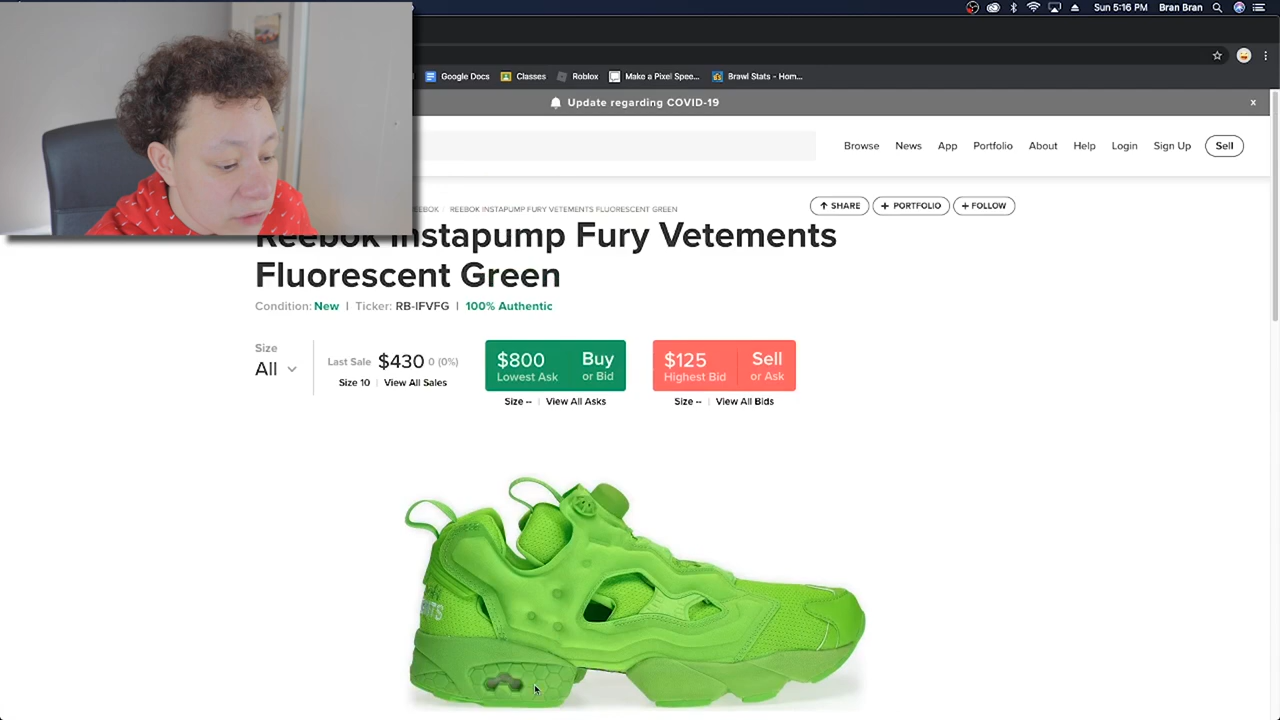 Sun 5:16 PM Bran Bran
Google Docs Classes Roblox Make a Pixel Spee... Brawl Stats - Hom...
Update regarding COVID-19 x
Browse News App Portfolio About Help Login Sign Up Sell
REEBOK / REEBOK INSTAPUMP FURY VETEMENTS FLUORESCENT GREEN
SHARE + PORTFOLIO + FOLLOW
Reebok Instapump Fury Vetements
Fluorescent Green
Condition: New | Ticker: RB-IFVFG | 100% Authentic
Size
All
Last Sale $430 0 (0%)
Size 10 | View All Sales
$800 Buy
Lowest Ask or Bid
Size -- | View All Asks
$125 Sell
Highest Bid or Ask
Size -- | View All Bids